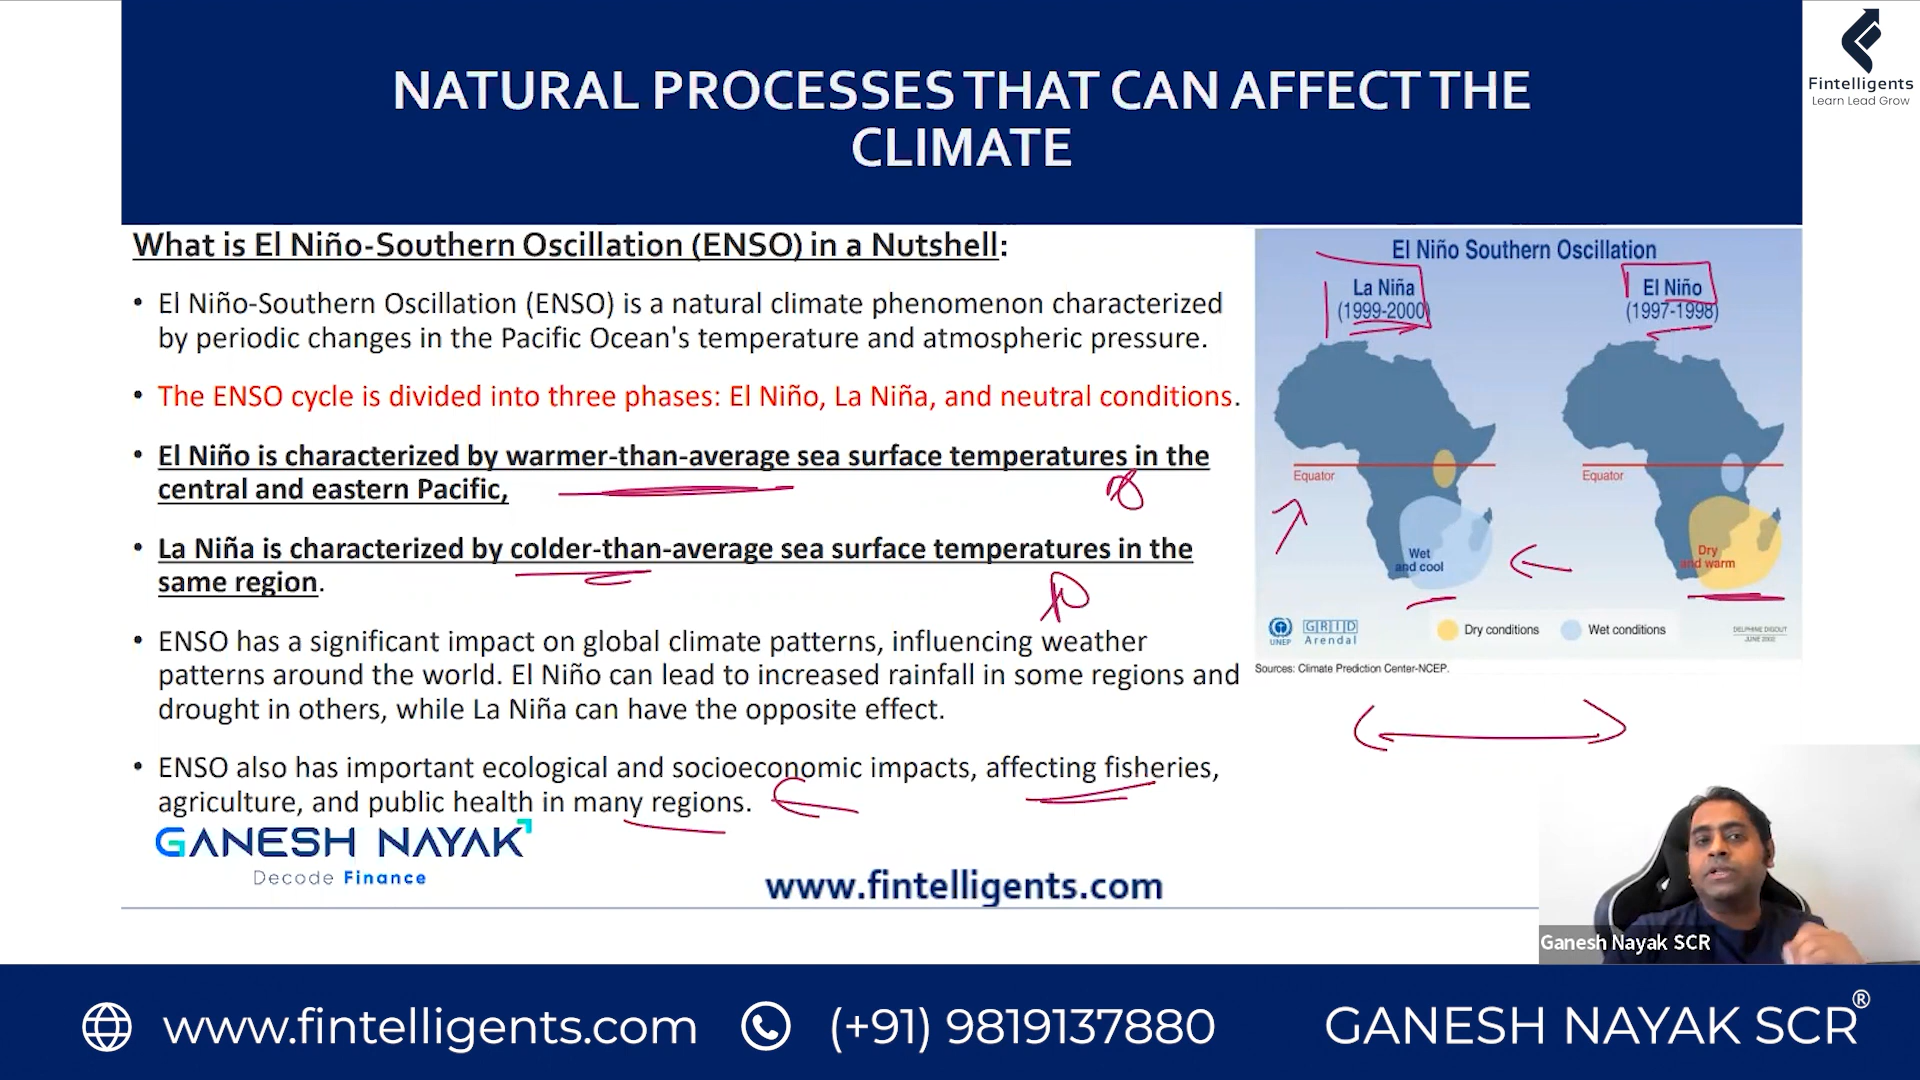 NATURAL PROCESSES THAT CAN AFFECT THE
CLIMATE
Fintelligents
Learn Lead Grow
What is El Niño-Southern Oscillation (ENSO) in a Nutshell:
• El Niño-Southern Oscillation (ENSO) is a natural climate phenomenon characterized
by periodic changes in the Pacific Ocean's temperature and atmospheric pressure.
• The ENSO cycle is divided into three phases: El Niño, La Niña, and neutral conditions.
• El Niño is characterized by warmer-than-average sea surface temperatures in the
central and eastern Pacific,
• La Niña is characterized by colder-than-average sea surface temperatures in the
same region.
• ENSO has a significant impact on global climate patterns, influencing weather
patterns around the world. El Niño can lead to increased rainfall in some regions and
drought in others, while La Niña can have the opposite effect.
• ENSO also has important ecological and socioeconomic impacts, affecting fisheries,
agriculture, and public health in many regions.
El Niño Southern Oscillation
La Niña
(1999-2000)
El Niño
(1997-1998)
Equator
Equator
Wet
and cool
Dry
and warm
UNEP
GRID
Arendal
Dry conditions
Wet conditions
DELPHINE DIGOUT
JUNE 2002
Sources: Climate Prediction Center-NCEP.
GANESH NAYAK
Decode Finance
www.fintelligents.com
Ganesh Nayak SCR
www.fintelligents.com
(+91) 9819137880
GANESH NAYAK SCR®